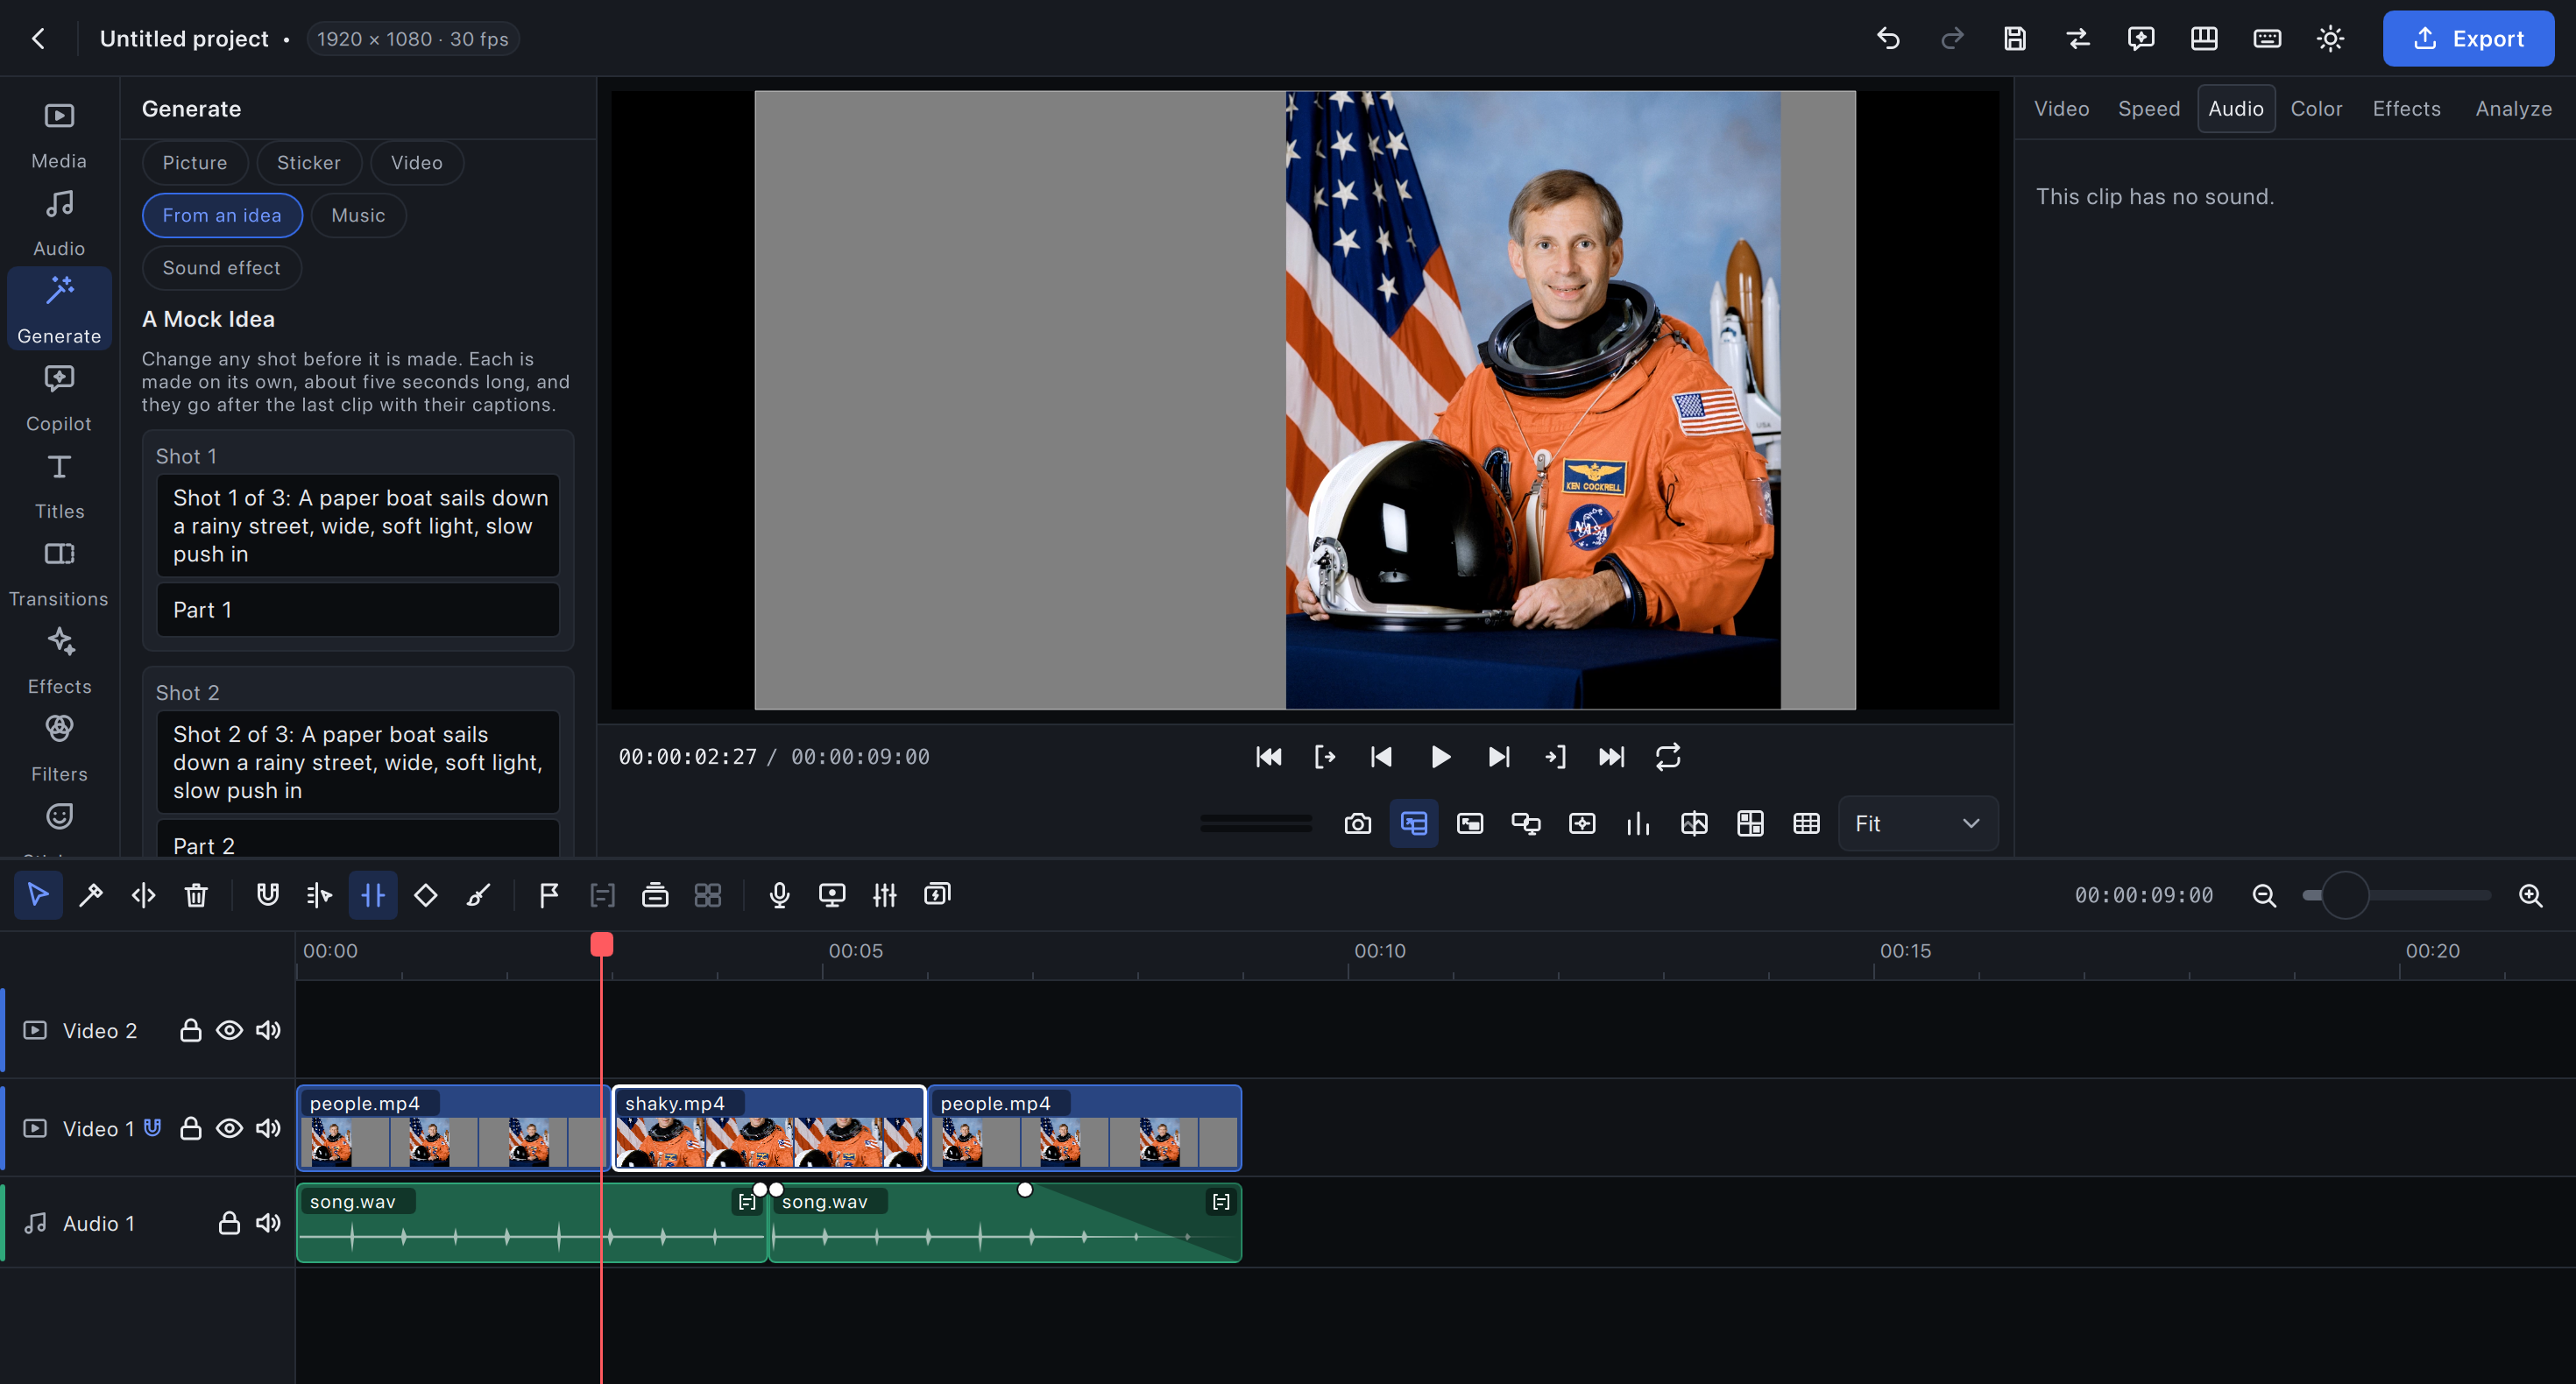 Untitled project •
1920 × 1080 · 30 fps
Export
Media
Audio
Generate
Copilot
Titles
Transitions
Effects
Filters
Generate
Picture
Sticker
Video
From an idea
Music
Sound effect
A Mock Idea
Change any shot before it is made. Each is
made on its own, about five seconds long, and
they go after the last clip with their captions.
Shot 1
Shot 1 of 3: A paper boat sails down
a rainy street, wide, soft light, slow
push in
Part 1
Shot 2
Shot 2 of 3: A paper boat sails
down a rainy street, wide, soft light,
slow push in
Part 2
USA
KEN COCKRELL
NASA
00:00:02:27 / 00:00:09:00
Fit
Video
Speed
Audio
Color
Effects
Analyze
This clip has no sound.
00:00:09:00
00:00
00:05
00:10
00:15
00:20
Video 2
Video 1
people.mp4
shaky.mp4
people.mp4
Audio 1
song.wav
song.wav